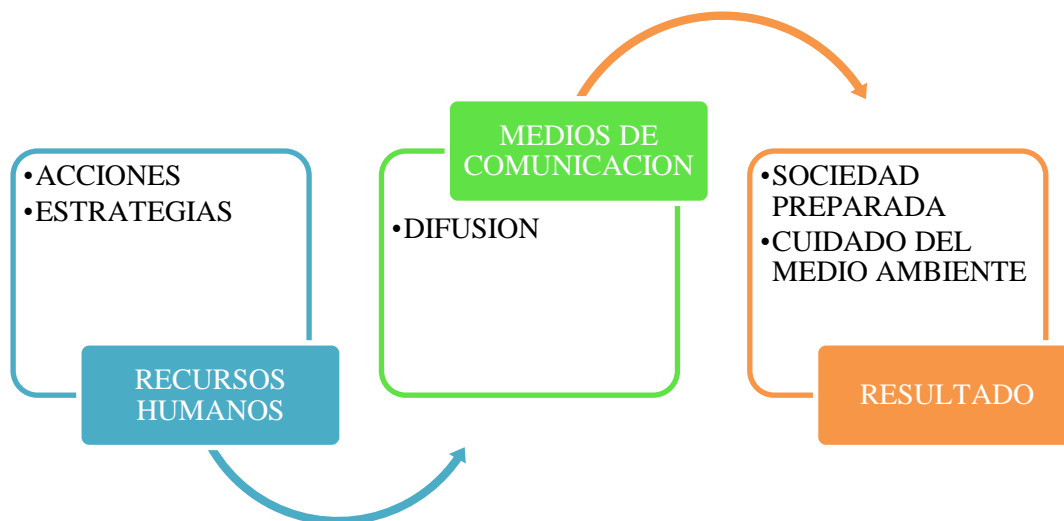 •ACCIONES
•ESTRATEGIAS
RECURSOS
HUMANOS
MEDIOS DE
COMUNICACION
•DIFUSION
•SOCIEDAD
PREPARADA
•CUIDADO DEL
MEDIO AMBIENTE
RESULTADO